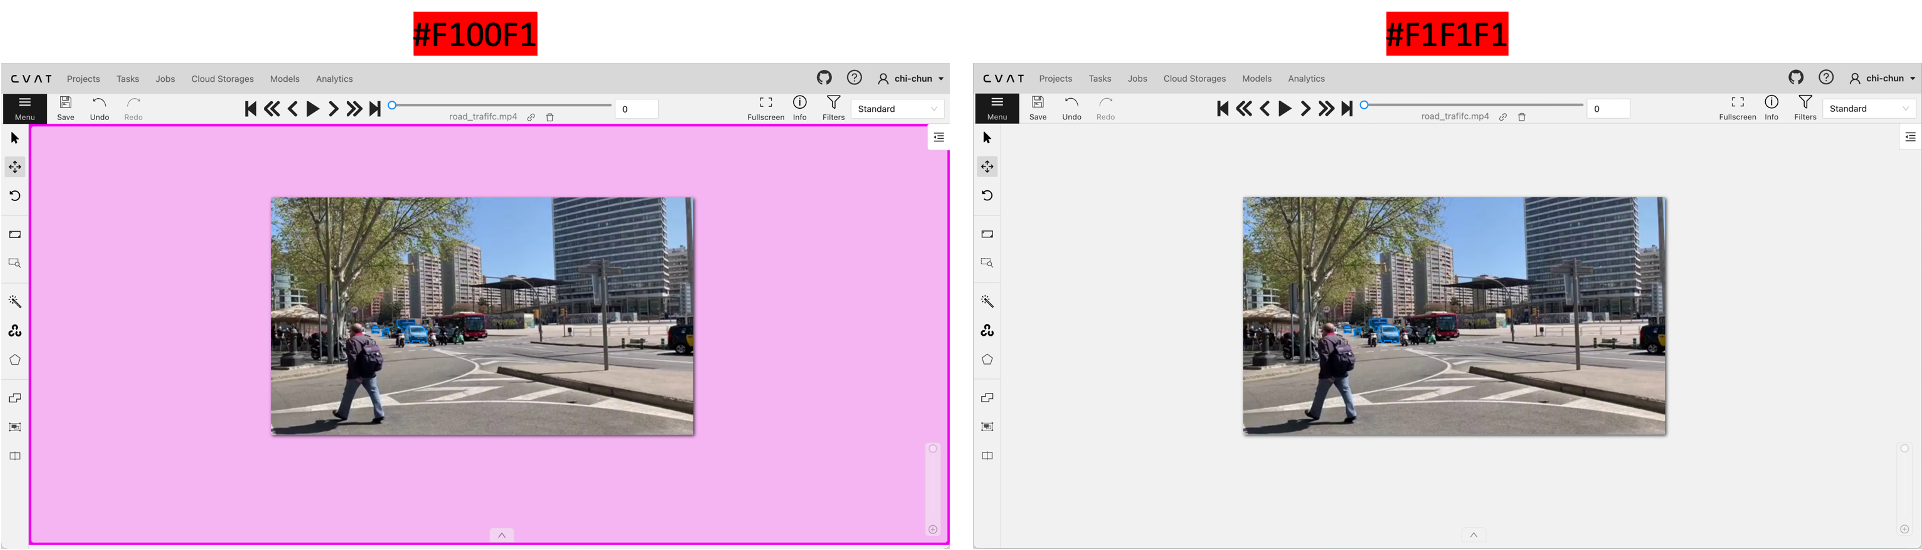 #F100F1
CVAT Projects Tasks Jobs Cloud Storages Models Analytics chi-chun
Menu Save Undo Redo road_trafifc.mp4 0 Fullscreen Info Filters Standard
#F1F1F1
CVAT Projects Tasks Jobs Cloud Storages Models Analytics chi-chun
Menu Save Undo Redo road_trafifc.mp4 0 Fullscreen Info Filters Standard